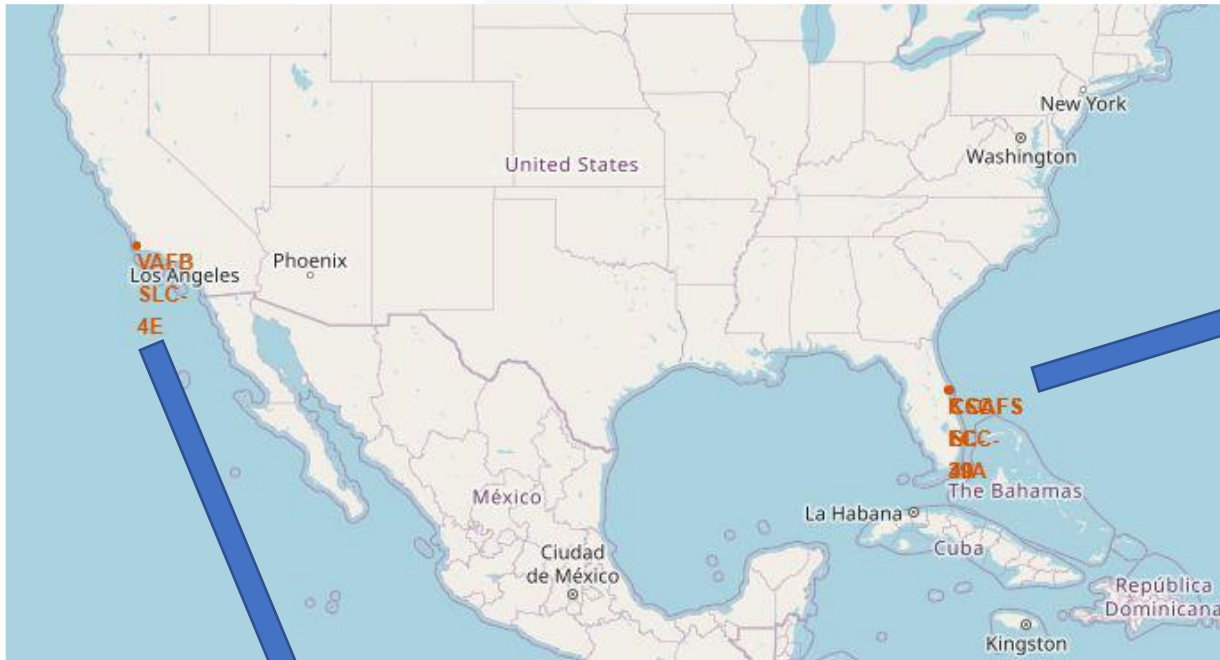 New York
Washington
United States
VAFB
SLC-
4E
Los Angeles
Phoenix
The Bahamas
México
La Habana
Cuba
Ciudad
de México
República
Dominicana
Kingston